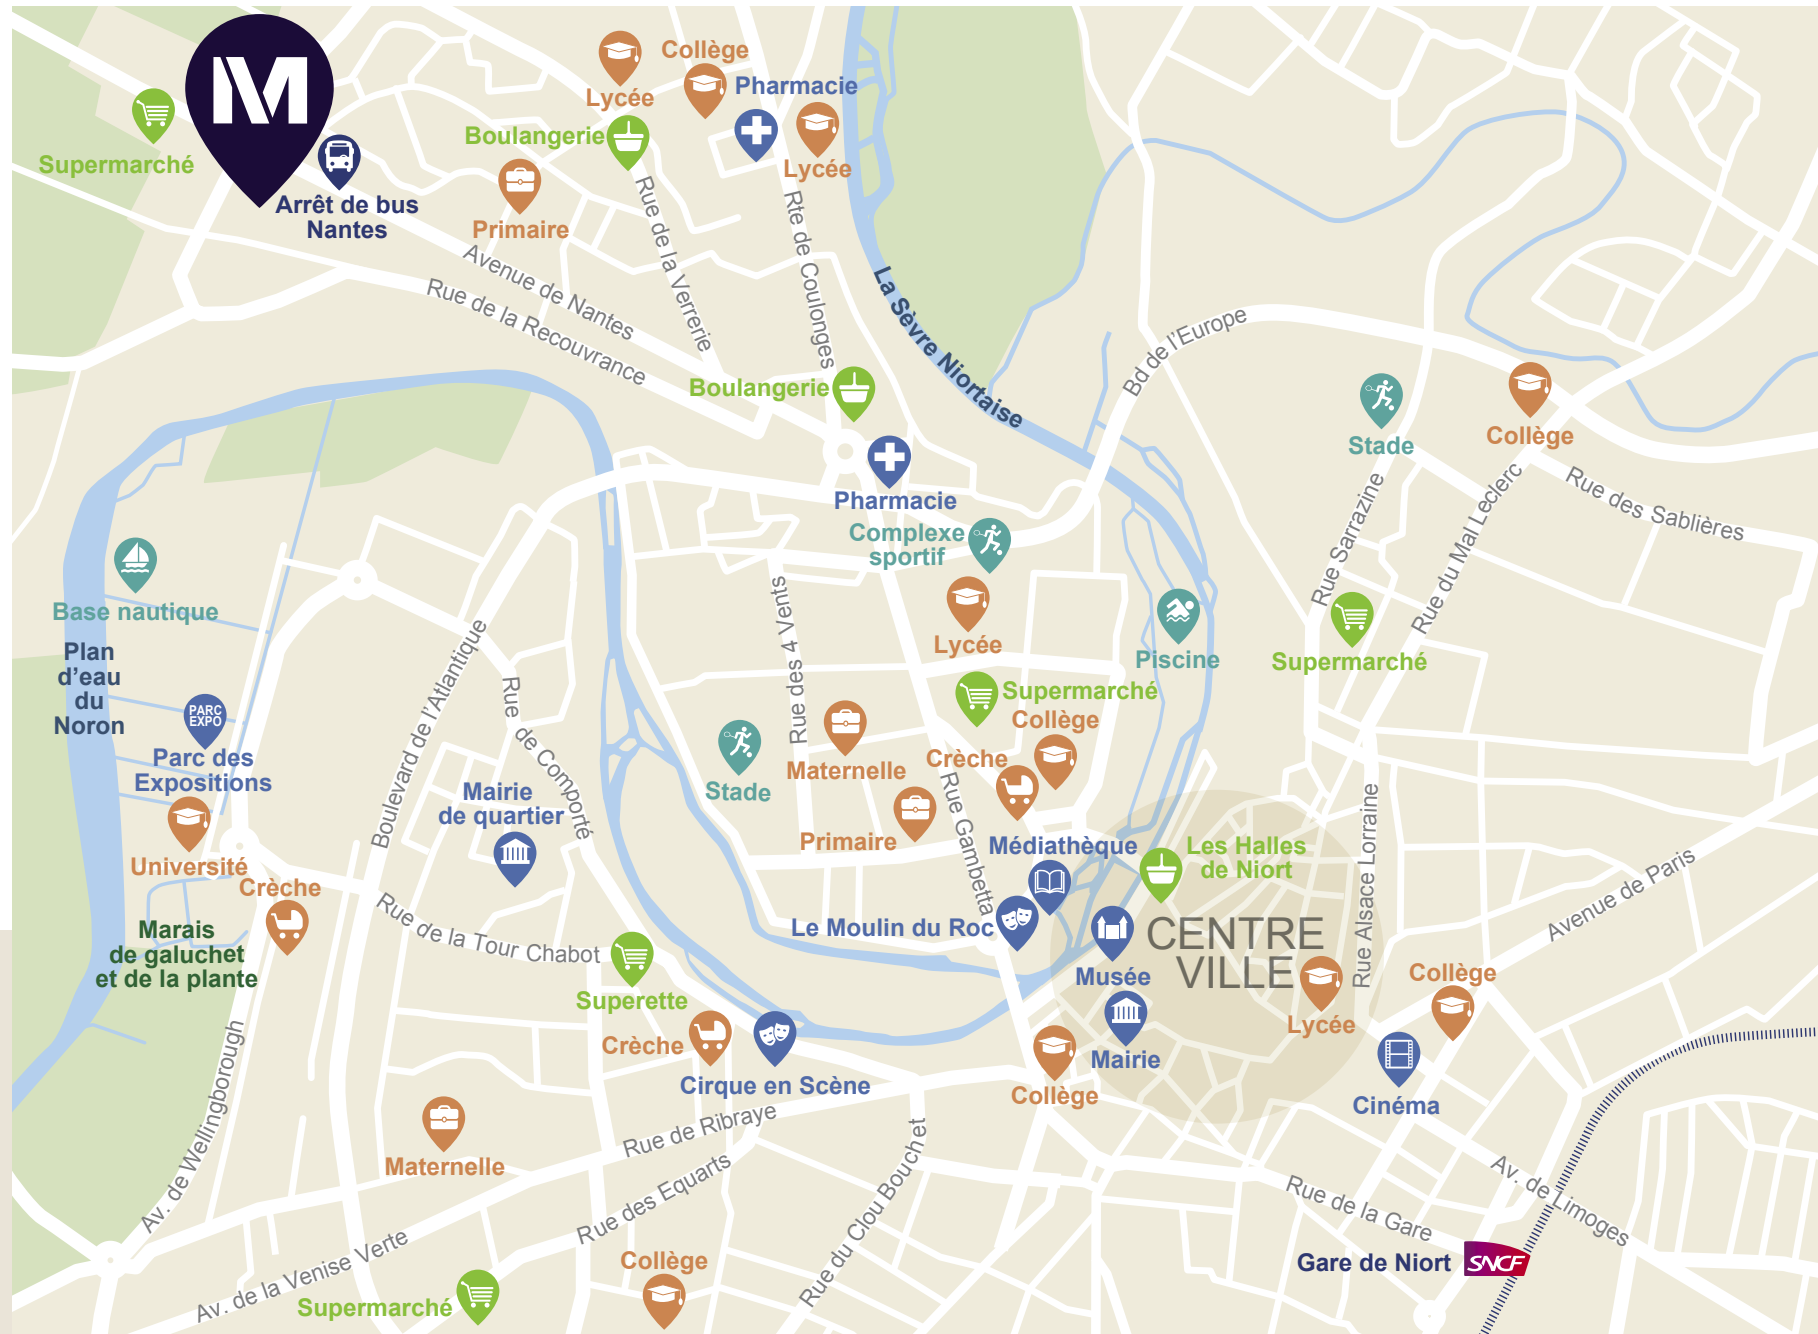 M
Lycée
Collège
Pharmacie
Lycée
Boulangerie
Supermarché
Arrêt de bus
Nantes
Primaire
Rue de la Verrerie
Rte de Coulonges
Avenue de Nantes
Rue de la Recouvrance
La Sèvre Niortaise
Bd de l'Europe
Boulangerie
Stade
Collège
Pharmacie
Rue Sarrazine
Rue du Mal Leclerc
Rue des Sablières
Complexe
sportif
Base nautique
Lycée
Piscine
Supermarché
Plan
d'eau
du
Noron
Rue des 4 Vents
Boulevard de l'Atlantique
Rue de Comporté
Supermarché
Collège
PARC
EXPO
Parc des
Expositions
Stade
Maternelle
Crèche
Mairie
de quartier
Primaire
Rue Gambetta
Médiathèque
Les Halles
de Niort
Rue Alsace Lorraine
Avenue de Paris
Université
Crèche
Rue de la Tour Chabot
Le Moulin du Roc
CENTRE
VILLE
Marais
de galuchet
et de la plante
Musée
Collège
Superette
Lycée
Crèche
Mairie
Cirque en Scène
Collège
Cinéma
Av. de Wellingborough
Rue de Ribraye
Maternelle
Rue des Equarts
Rue du Clou Bouchet
Av. de Limoges
Rue de la Gare
Av. de la Venise Verte
Gare de Niort
SNCF
Collège
Supermarché